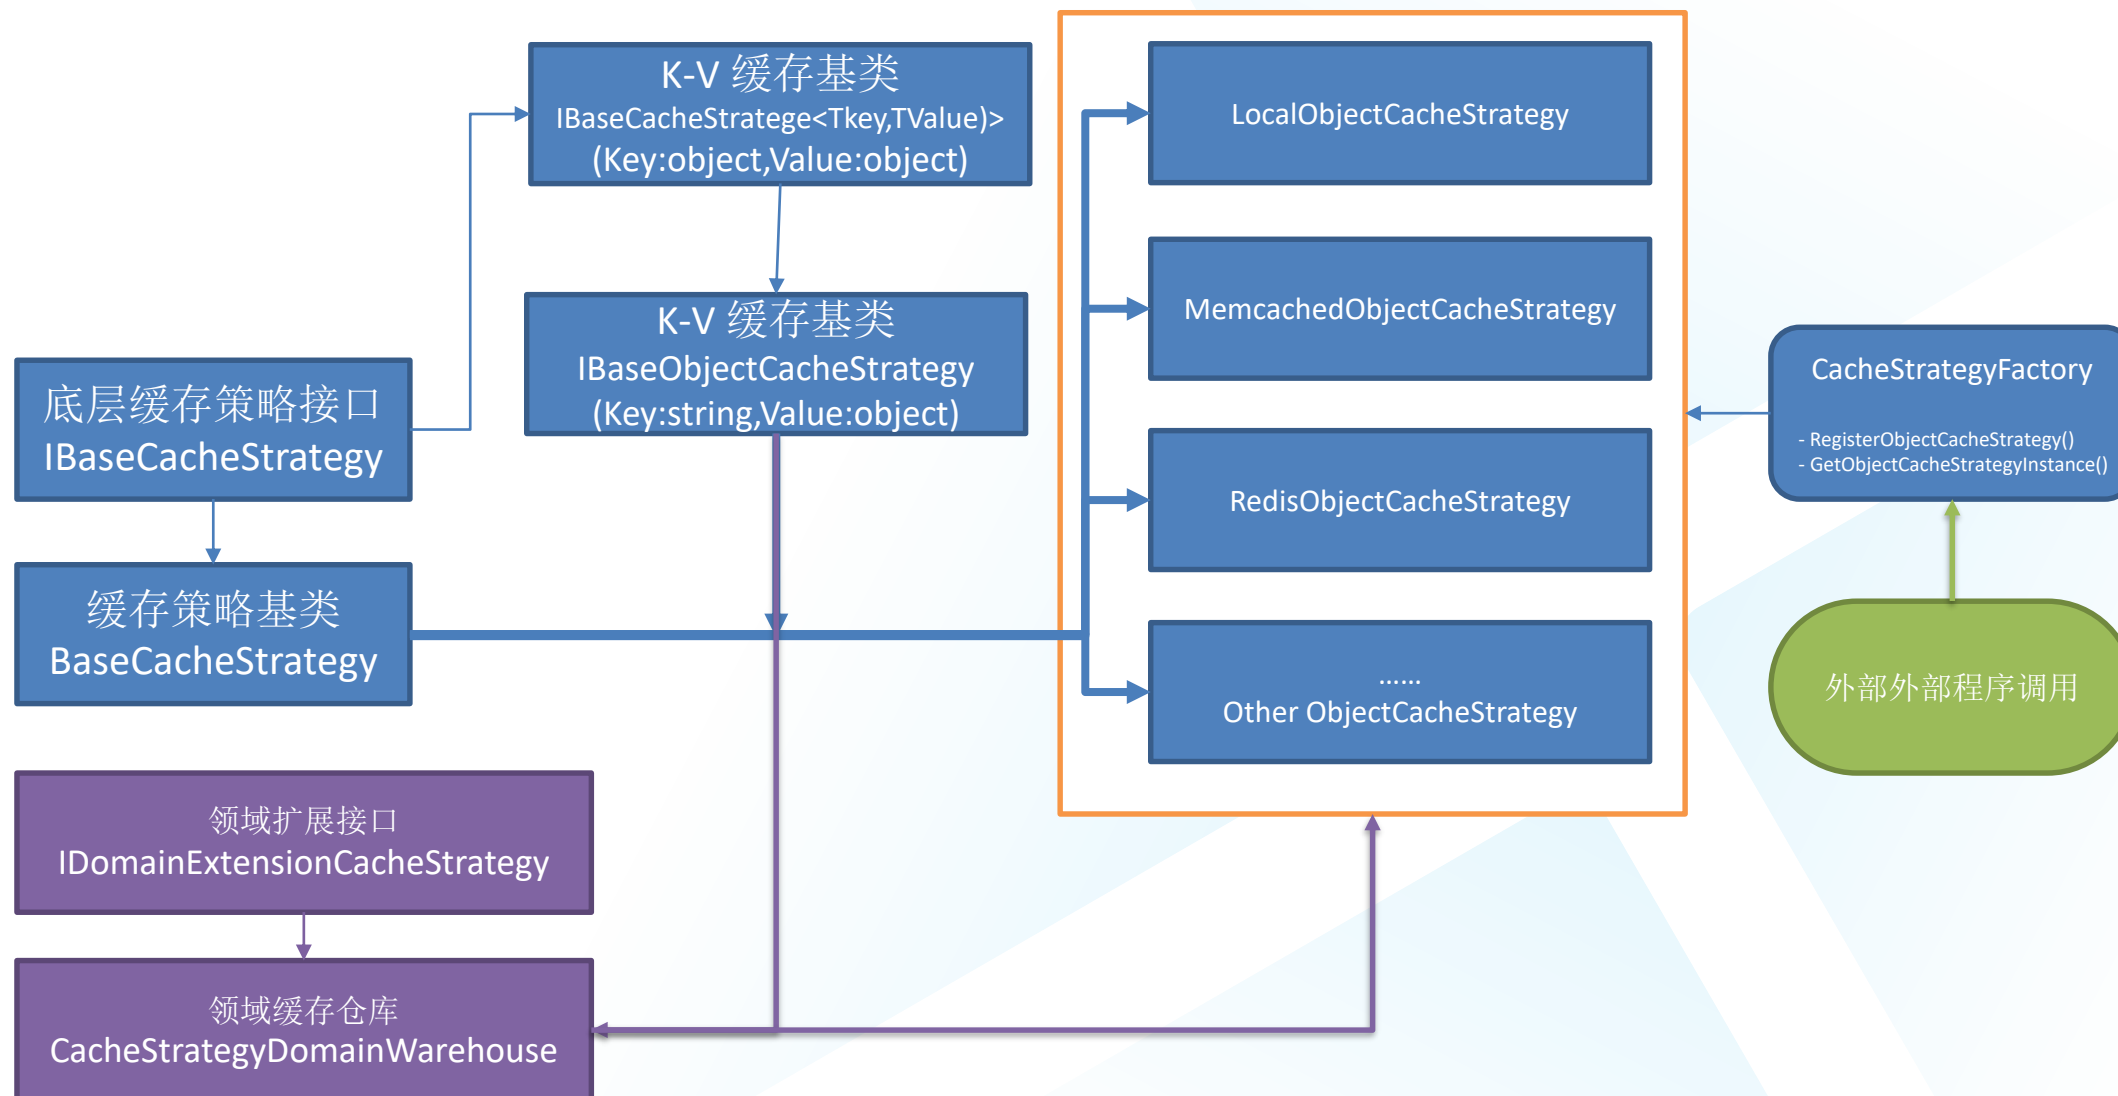 K-V 缓存基类
IBaseCacheStratege<Tkey,TValue)>
(Key:object,Value:object)
K-V 缓存基类
IBaseObjectCacheStrategy
(Key:string,Value:object)
底层缓存策略接口
IBaseCacheStrategy
缓存策略基类
BaseCacheStrategy
领域扩展接口
IDomainExtensionCacheStrategy
领域缓存仓库
CacheStrategyDomainWarehouse
LocalObjectCacheStrategy
MemcachedObjectCacheStrategy
RedisObjectCacheStrategy
......
Other ObjectCacheStrategy
CacheStrategyFactory
- RegisterObjectCacheStrategy()
- GetObjectCacheStrategyInstance()
外部外部程序调用